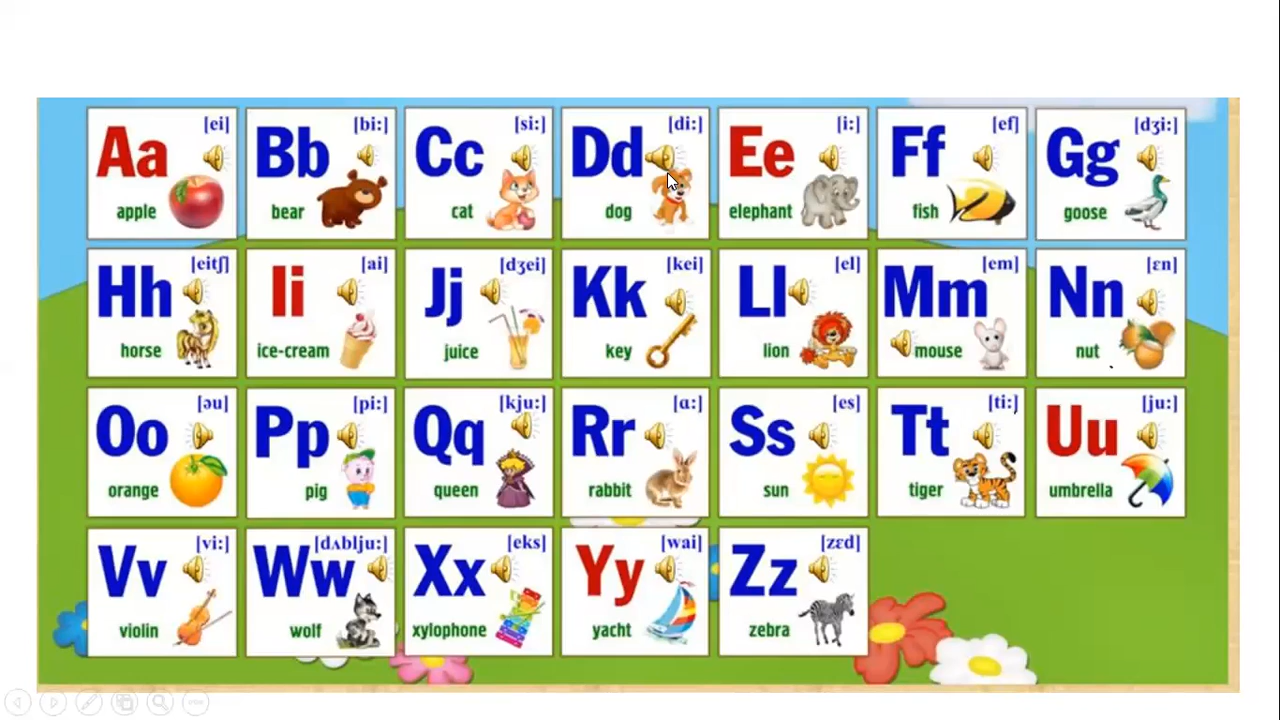 Aa [ei] apple
Bb [bi:] bear
Cc [si:] cat
Dd [di:] dog
Ee [i:] elephant
Ff [ef] fish
Gg [dʒi:] goose
Hh [eitʃ] horse
Ii [ai] ice-cream
Jj [dʒei] juice
Kk [kei] key
Ll [el] lion
Mm [em] mouse
Nn [ɛn] nut
Oo [əu] orange
Pp [pi:] pig
Qq [kju:] queen
Rr [ɑ:] rabbit
Ss [es] sun
Tt [ti:] tiger
Uu [ju:] umbrella
Vv [vi:] violin
Ww [dʌblju:] wolf
Xx [eks] xylophone
Yy [wai] yacht
Zz [zɛd] zebra